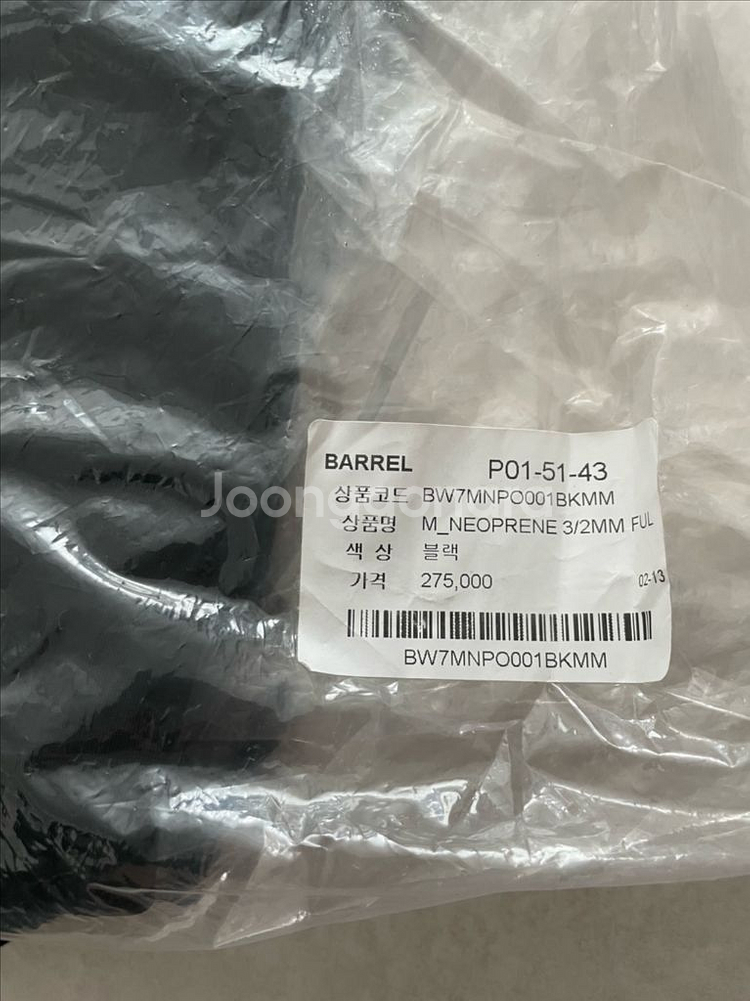 BARREL P01-51-43
상품코드 BW7MNPO001BKMM
상품명 M_NEOPRENE 3/2MM FUL
색 상 블랙
가격 275,000 02-13
BW7MNPO001BKMM
Joongonara